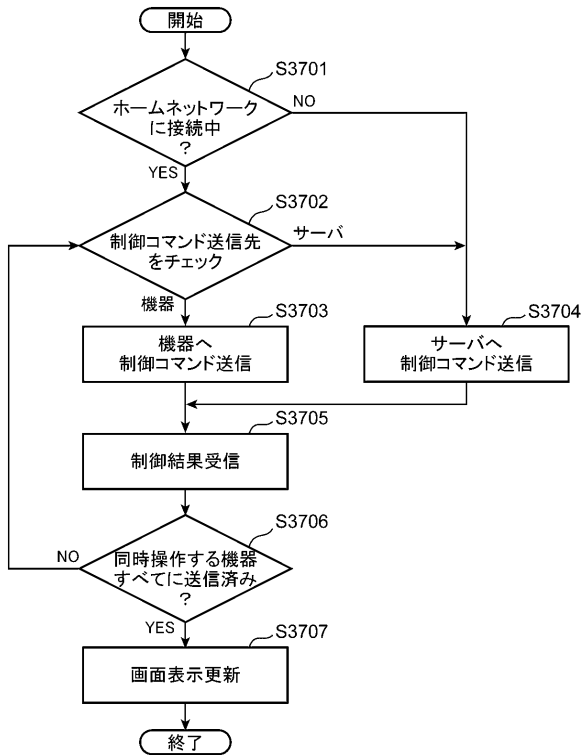 開始
S3701
ホームネットワーク
に接続中
?
NO
YES
S3702
制御コマンド送信先
をチェック
サーバ
機器
S3703
機器へ
制御コマンド送信
S3704
サーバへ
制御コマンド送信
S3705
制御結果受信
S3706
同時操作する機器
すべてに送信済み
?
NO
YES
S3707
画面表示更新
終了